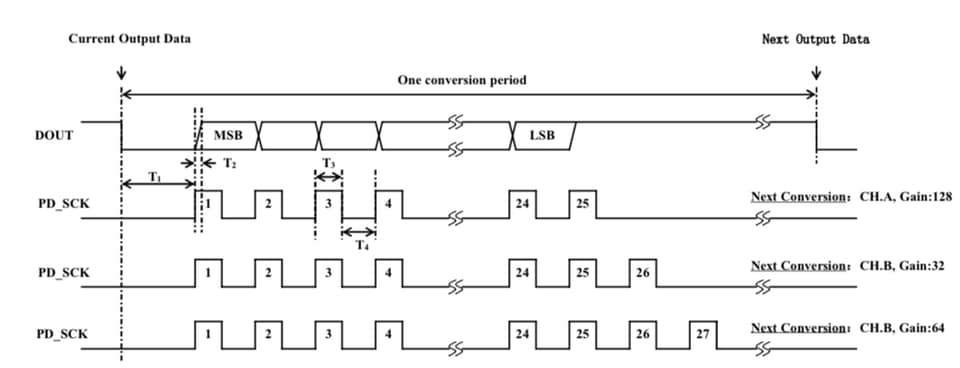 Current Output Data
Next Output Data
One conversion period
DOUT MSB LSB
T2 T3
T1
PD_SCK 1 2 3 4 24 25 Next Conversion: CH.A, Gain:128
T4
PD_SCK 1 2 3 4 24 25 26 Next Conversion: CH.B, Gain:32
PD_SCK 1 2 3 4 24 25 26 27 Next Conversion: CH.B, Gain:64